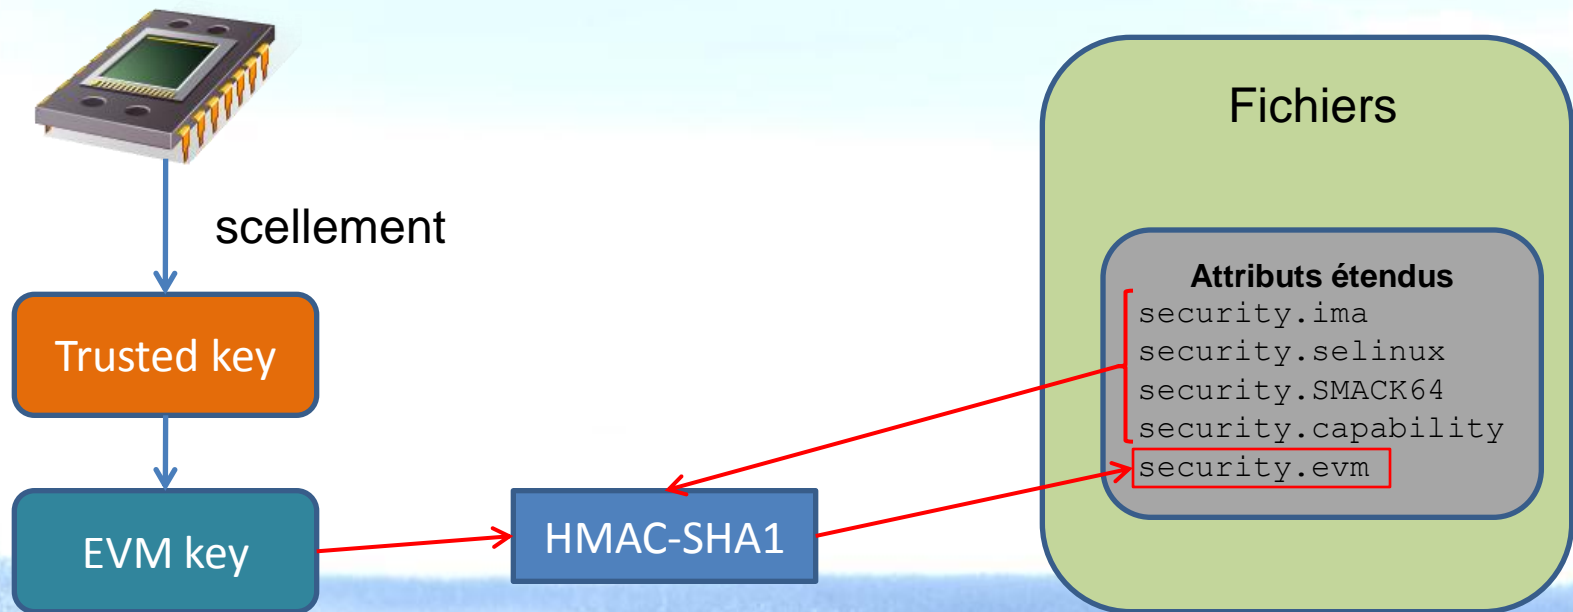 scellement
Trusted key
EVM key
HMAC-SHA1
Fichiers
Attributs étendus
security.ima
security.selinux
security.SMACK64
security.capability
security.evm